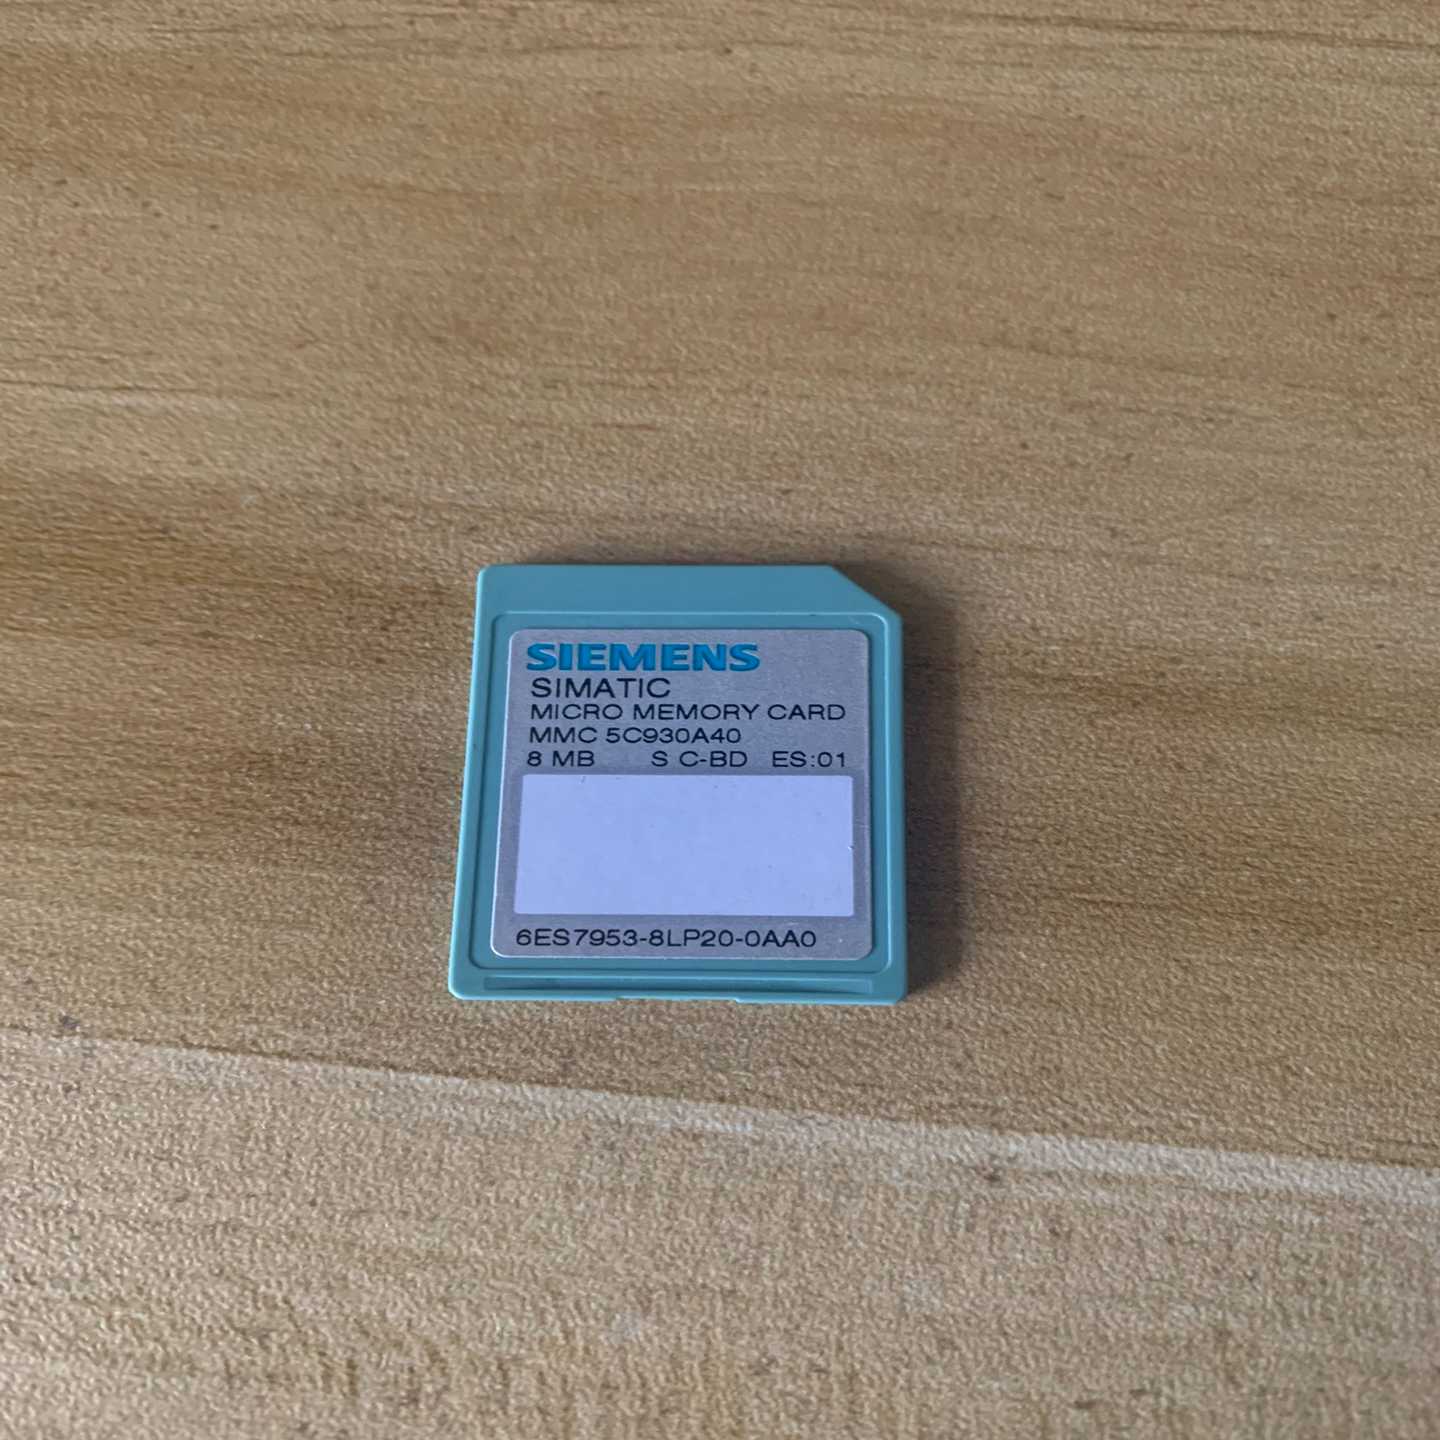 SIEMENS
SIMATIC
MICRO MEMORY CARD
MMC 5C930A40
8 MB S C-BD ES:01
6ES7953-8LP20-0AA0